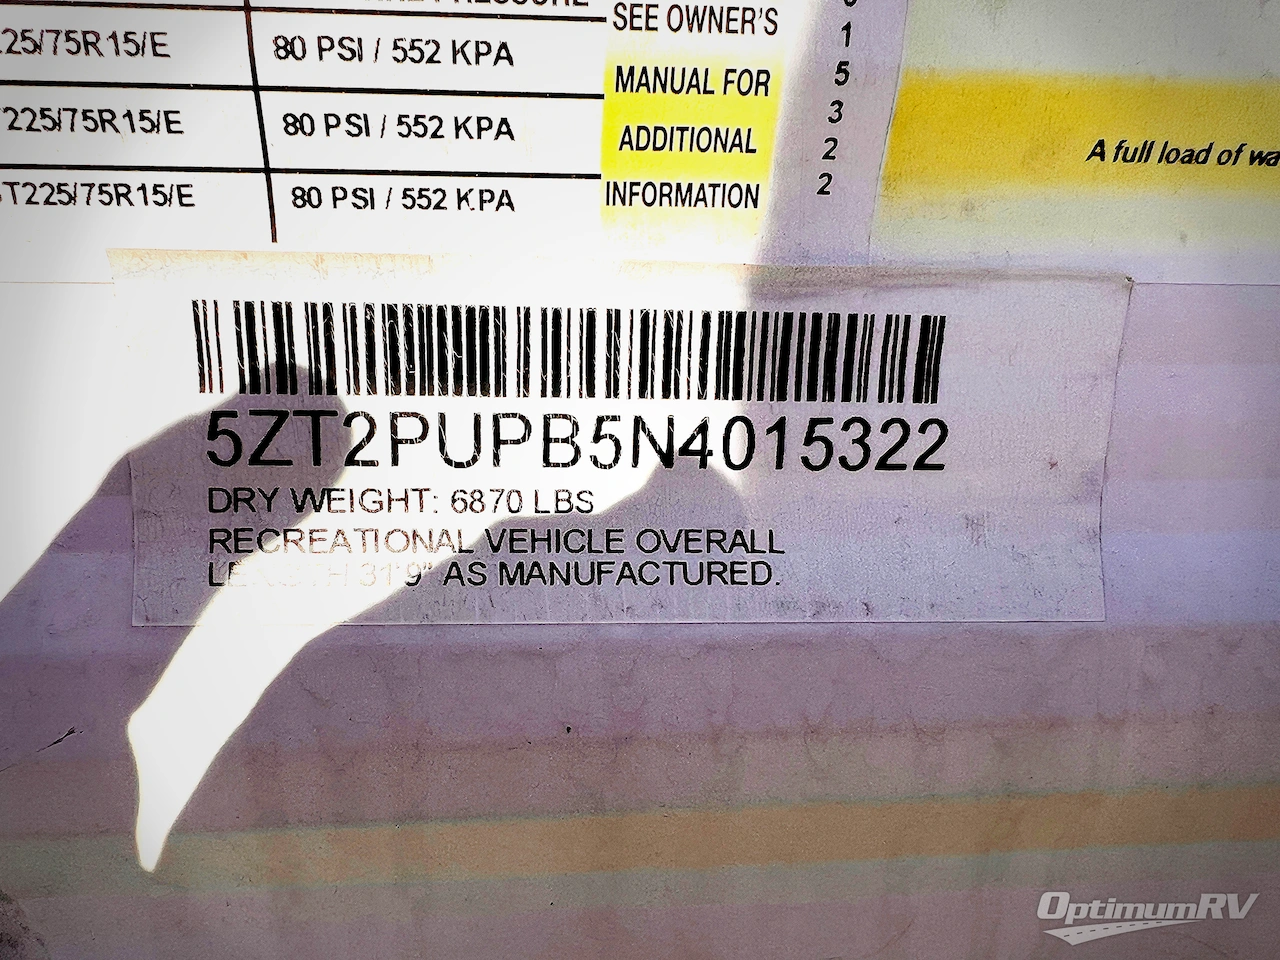 25/75R15/E 80 PSI / 552 KPA
225/75R15/E 80 PSI / 552 KPA
T225/75R15/E 80 PSI / 552 KPA
SEE OWNER'S
MANUAL FOR
ADDITIONAL
INFORMATION
1
5
3
2
2
A full load of wa
5ZT2PUPB5N4015322
DRY WEIGHT: 6870 LBS
RECREATIONAL VEHICLE OVERALL
LENGTH 31'9" AS MANUFACTURED.
OptimumRV